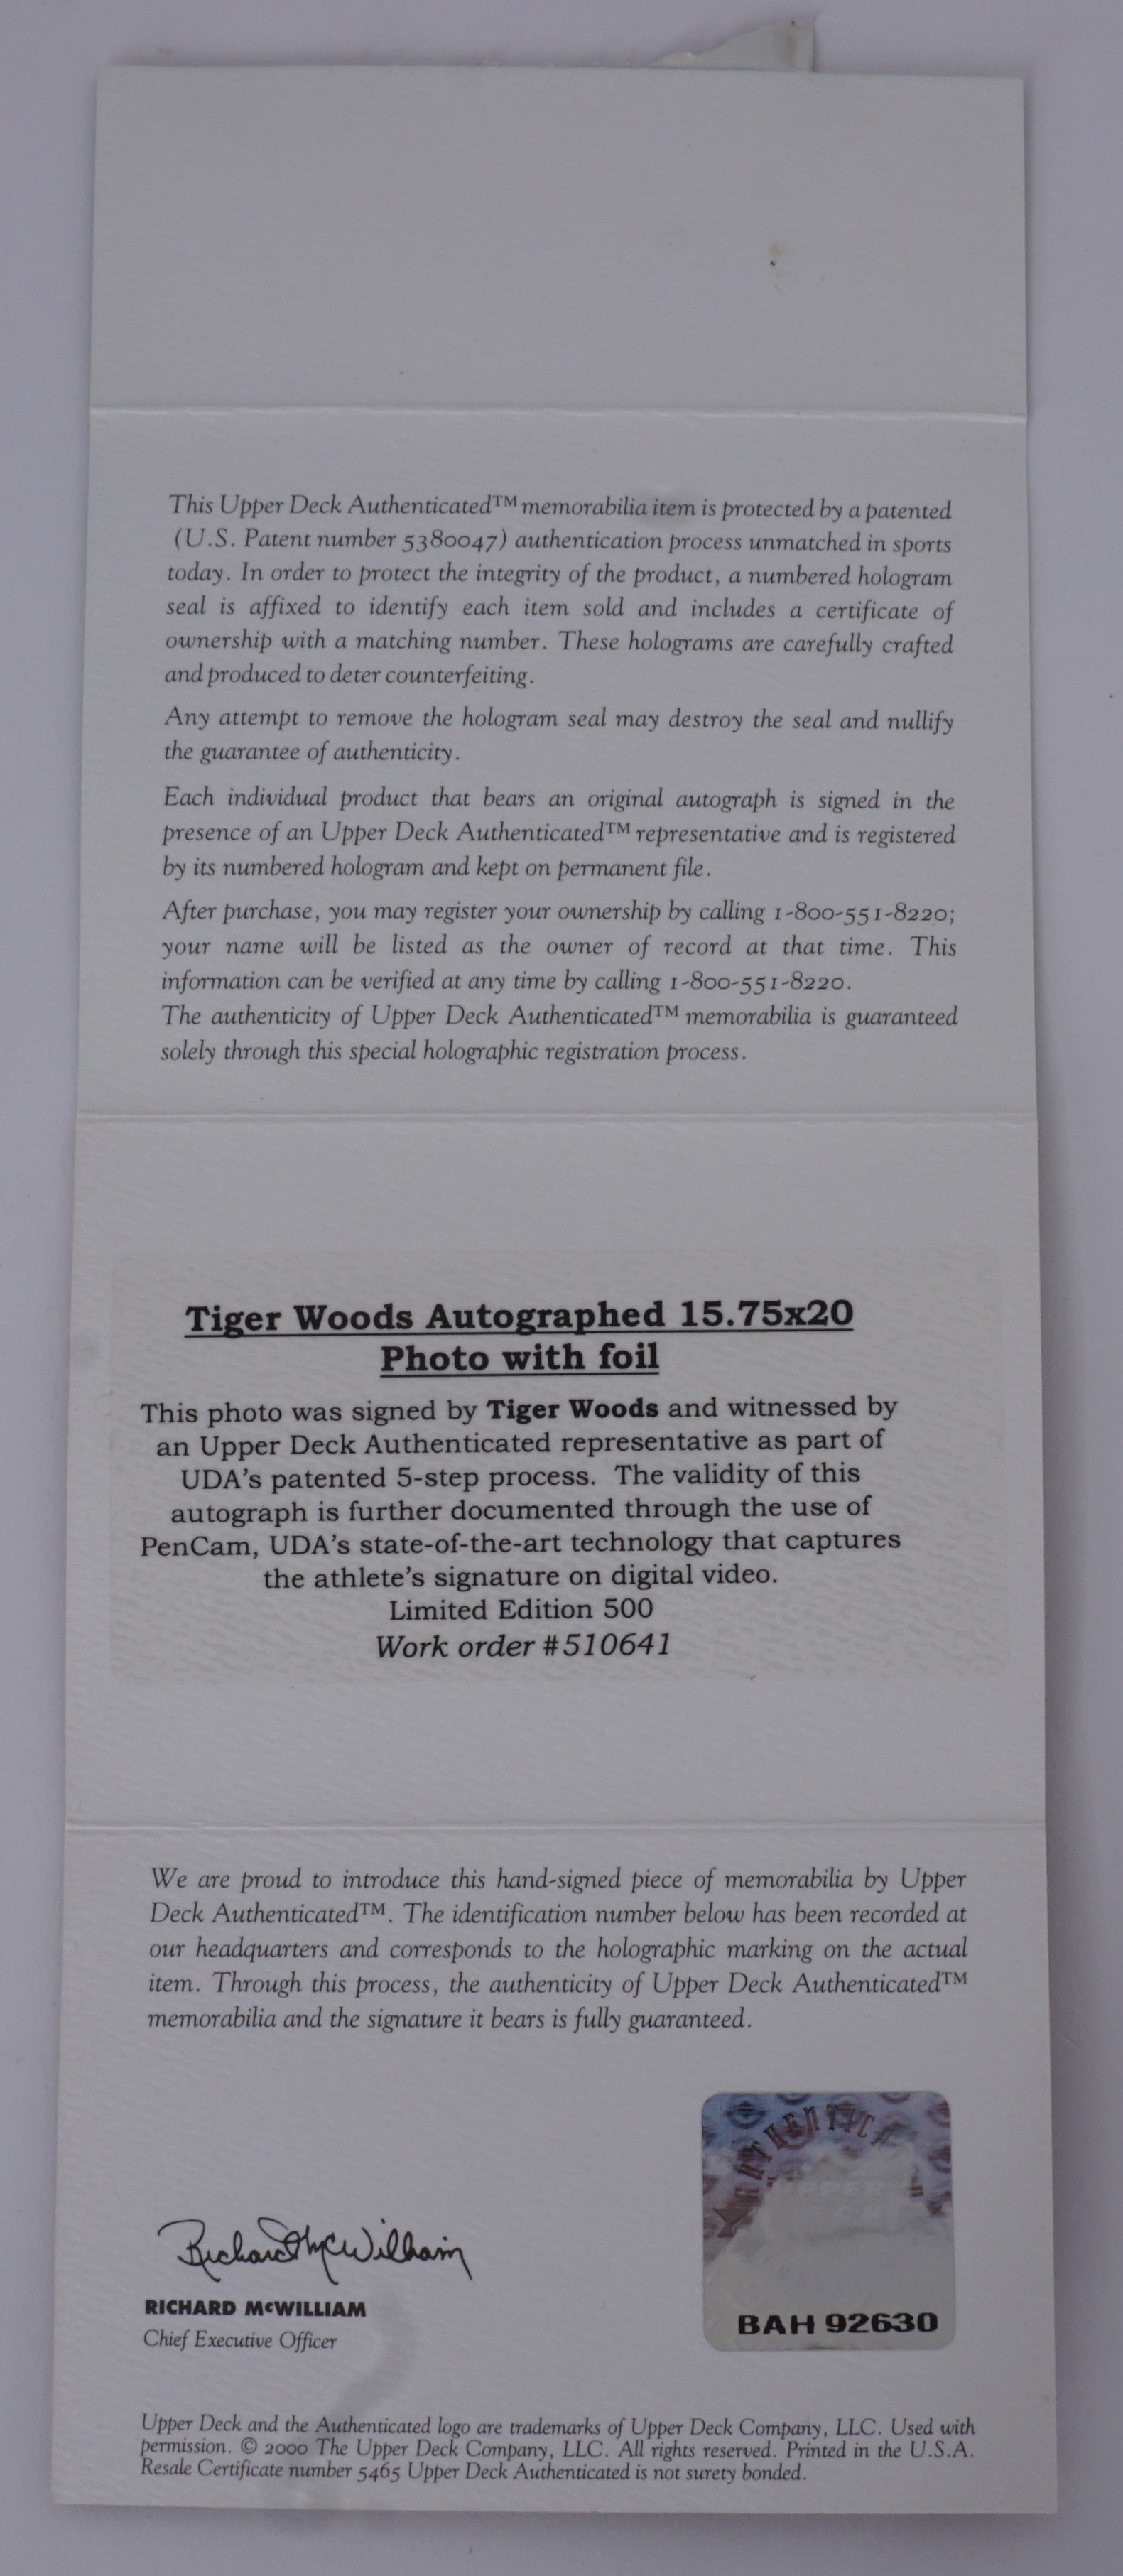 This Upper Deck Authenticated™ memorabilia item is protected by a patented
(U.S. Patent number 5380047) authentication process unmatched in sports
today. In order to protect the integrity of the product, a numbered hologram
seal is affixed to identify each item sold and includes a certificate of
ownership with a matching number. These holograms are carefully crafted
and produced to deter counterfeiting.
Any attempt to remove the hologram seal may destroy the seal and nullify
the guarantee of authenticity.
Each individual product that bears an original autograph is signed in the
presence of an Upper Deck Authenticated™ representative and is registered
by its numbered hologram and kept on permanent file.
After purchase, you may register your ownership by calling 1-800-551-8220;
your name will be listed as the owner of record at that time. This
information can be verified at any time by calling 1-800-551-8220.
The authenticity of Upper Deck Authenticated™ memorabilia is guaranteed
solely through this special holographic registration process.
Tiger Woods Autographed 15.75x20
Photo with foil
This photo was signed by Tiger Woods and witnessed by
an Upper Deck Authenticated representative as part of
UDA's patented 5-step process. The validity of this
autograph is further documented through the use of
PenCam, UDA's state-of-the-art technology that captures
the athlete's signature on digital video.
Limited Edition 500
Work order #510641
We are proud to introduce this hand-signed piece of memorabilia by Upper
Deck Authenticated™. The identification number below has been recorded at
our headquarters and corresponds to the holographic marking on the actual
item. Through this process, the authenticity of Upper Deck Authenticated™
memorabilia and the signature it bears is fully guaranteed.
Richard McWilliam
RICHARD McWILLIAM
Chief Executive Officer
UPPER
BAH 92630
Upper Deck and the Authenticated logo are trademarks of Upper Deck Company, LLC. Used with
permission. © 2000 The Upper Deck Company, LLC. All rights reserved. Printed in the U.S.A.
Resale Certificate number 5465 Upper Deck Authenticated is not surety bonded.